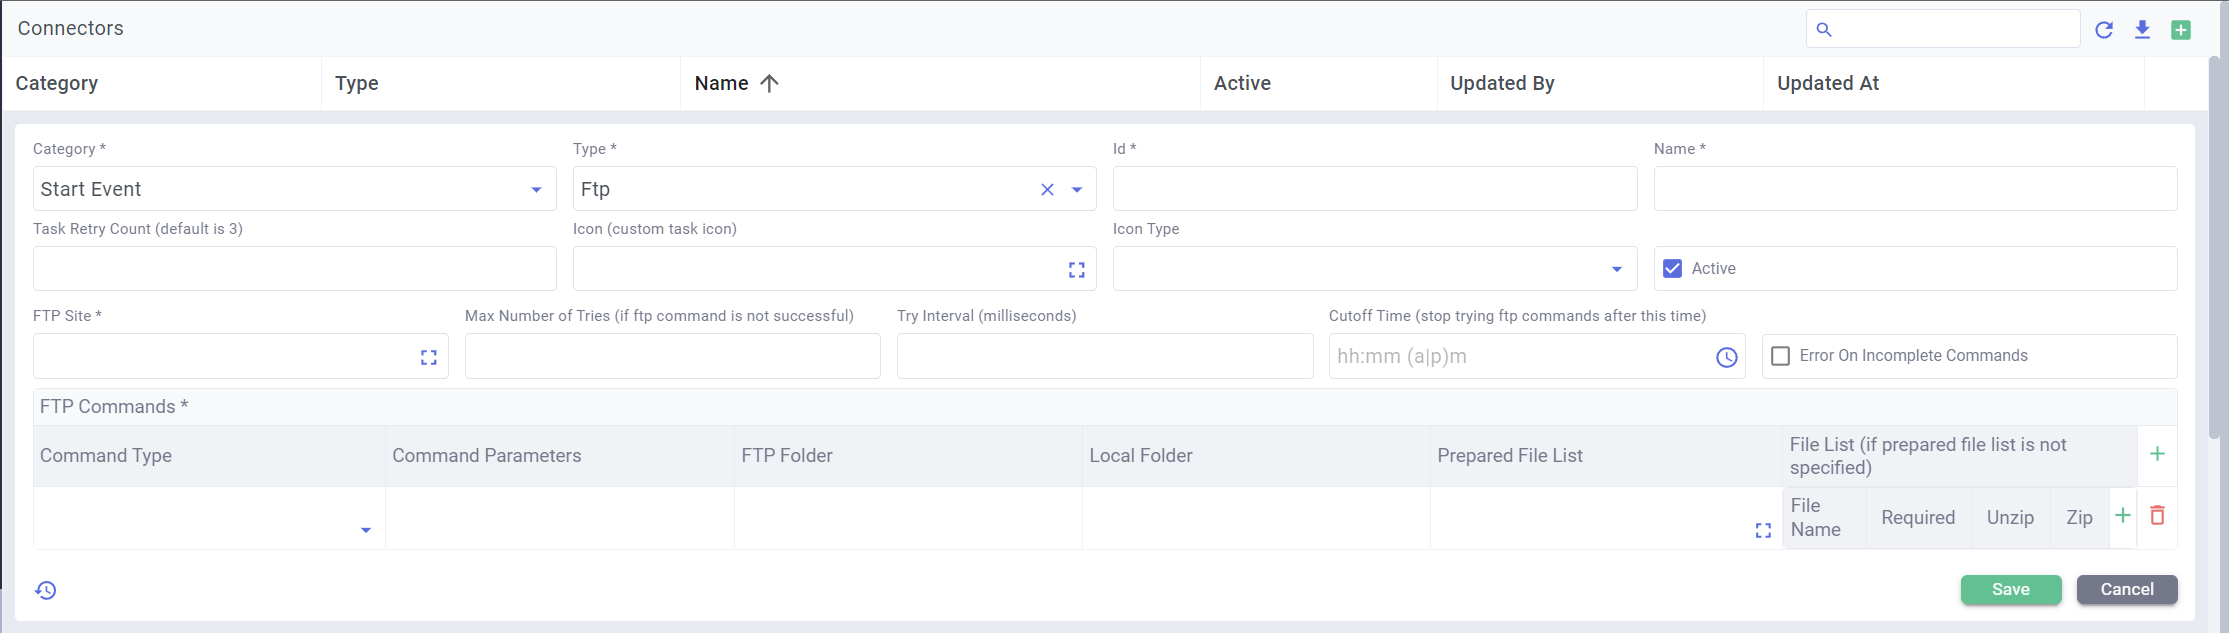 Connectors
Category Type Name Active Updated By Updated At
Category * Type * Id * Name *
Start Event Ftp
Task Retry Count (default is 3) Icon (custom task icon) Icon Type
Active
FTP Site * Max Number of Tries (if ftp command is not successful) Try Interval (milliseconds) Cutoff Time (stop trying ftp commands after this time)
hh:mm (a|p)m Error On Incomplete Commands
FTP Commands *
Command Type Command Parameters FTP Folder Local Folder Prepared File List File List (if prepared file list is not
specified)
File
Name Required Unzip Zip
Save Cancel